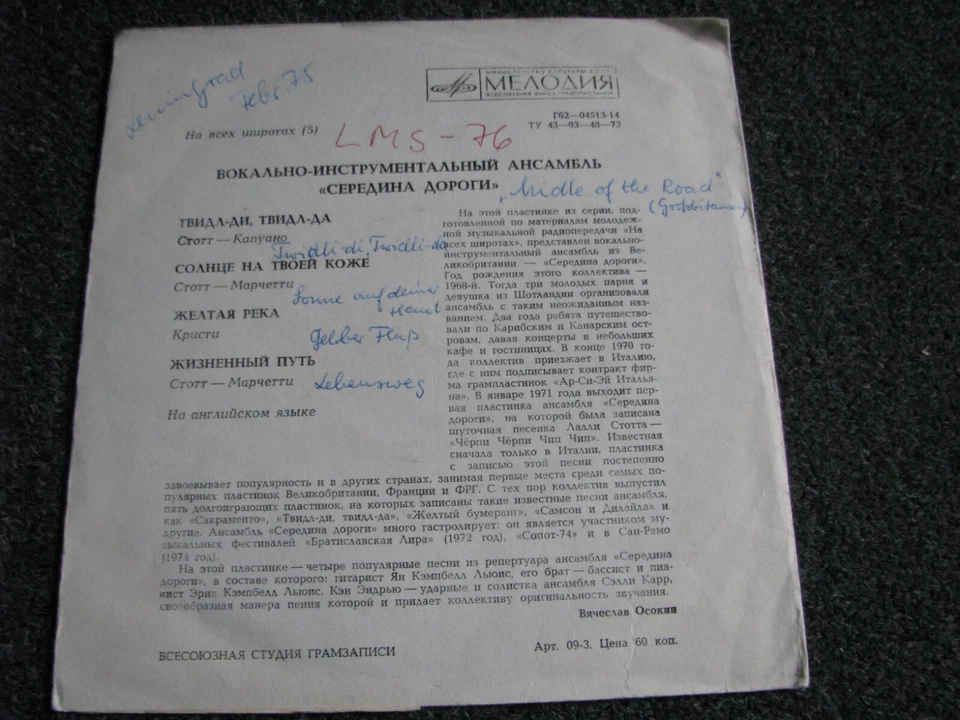 Leningrad
Febr. 75
МИНИСТЕРСТВО КУЛЬТУРЫ СССР
МЕЛОДИЯ
ВСЕСОЮЗНАЯ ФИРМА ГРАМПЛАСТИНОК
Г62—04513-14
ТУ 43—03—48—73
На всех широтах (5)
LMS-76
ВОКАЛЬНО-ИНСТРУМЕНТАЛЬНЫЙ АНСАМБЛЬ
«СЕРЕДИНА ДОРОГИ» „Midle of the Road"
ТВИДЛ-ДИ, ТВИДЛ-ДА
Стотт — Капуано
Twidli-di, Twidli-da
СОЛНЦЕ НА ТВОЕЙ КОЖЕ
Стотт — Марчетти
Sonne auf deiner
Haut
ЖЕЛТАЯ РЕКА
Кристи
Gelber Fluß
ЖИЗНЕННЫЙ ПУТЬ
Стотт — Марчетти
Lebensweg
На английском языке
На этой пластинке из серии, под-
готовленной по материалам молодеж-
ной музыкальной радиопередачи «На
всех широтах», представлен вокально-
инструментальный ансамбль из Ве-
ликобритании — «Середина дороги».
Год рождения этого коллектива —
1968-й. Тогда три молодых парня и
девушка из Шотландии организовали
ансамбль с таким неожиданным наз-
ванием. Два года ребята путешество-
вали по Карибским и Канарским ост-
ровам, давая концерты в небольших
кафе и гостиницах. В конце 1970 го-
да коллектив приезжает в Италию,
где с ним подписывает контракт фир-
ма грампластинок «Ар-Си-Эй Италья-
на». В январе 1971 года выходит пер-
вая пластинка ансамбля «Середина
дороги», на которой была записана
шуточная песенка Лалли Стотта —
«Чёрпи Чёрпи Чип Чип». Известная
сначала только в Италии, пластинка
с записью этой песни постепенно
завоевывает популярность и в других странах, занимая первые места среди самых по-
пулярных пластинок Великобритании, Франции и ФРГ. С тех пор коллектив выпустил
пять долгоиграющих пластинок, на которых записаны такие известные песни ансамбля,
как «Сакраменто», «Твидл-ди, твидл-да», «Желтый бумеранг», «Самсон и Дилайла» и
другие. Ансамбль «Середина дороги» много гастролирует: он является участником му-
зыкальных фестивалей «Братиславская Лира» (1972 год), «Сопот-74» и в Сан-Ремо
(1974 год).
На этой пластинке — четыре популярные песни из репертуара ансамбля «Середина
дороги», в составе которого: гитарист Ян Кэмпбелл Льюис, его брат — бассист и пиа-
нист Эрик Кэмпбелл Льюис, Кэн Эндрью — ударные и солистка ансамбля Сэлли Карр,
своеобразная манера пения которой и придает коллективу оригинальность звучания.
Вячеслав Осокин
ВСЕСОЮЗНАЯ СТУДИЯ ГРАМЗАПИСИ
Арт. 09-3. Цена 60 коп.